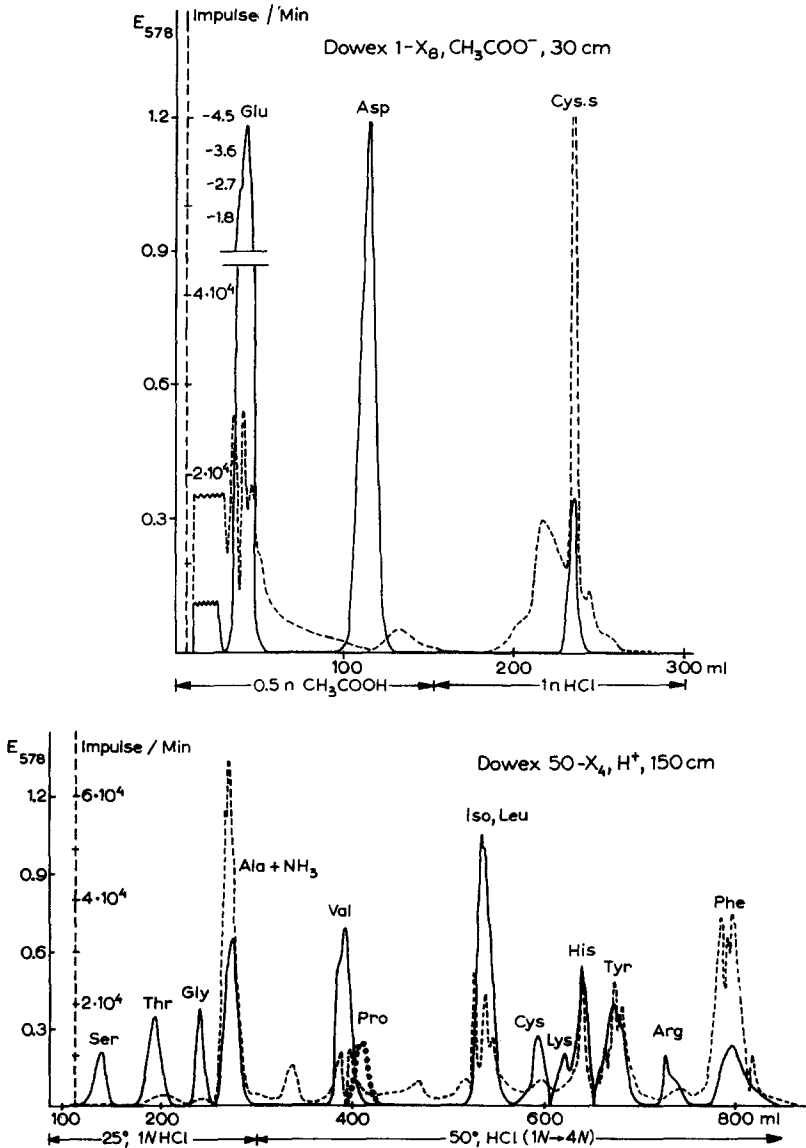 E578
Impulse / Min
Dowex 1-X8, CH3COO−, 30 cm
1.2
-4.5
Glu
Asp
Cys.s
-3.6
-2.7
-1.8
0.9
4·10⁴
0.6
2·10⁴
0.3
100
200
300 ml
0.5 n CH3COOH
1n HCl
E578
Impulse / Min
Dowex 50-X4, H+, 150 cm
1.2
6·10⁴
Iso, Leu
0.9
Ala + NH3
4·10⁴
Val
Phe
0.6
His
Tyr
Thr
Gly
2·10⁴
Pro
Cys
0.3
Ser
Lys
Arg
100
200
400
600
800 ml
25°, 1N HCl
50°, HCl (1N→4N)